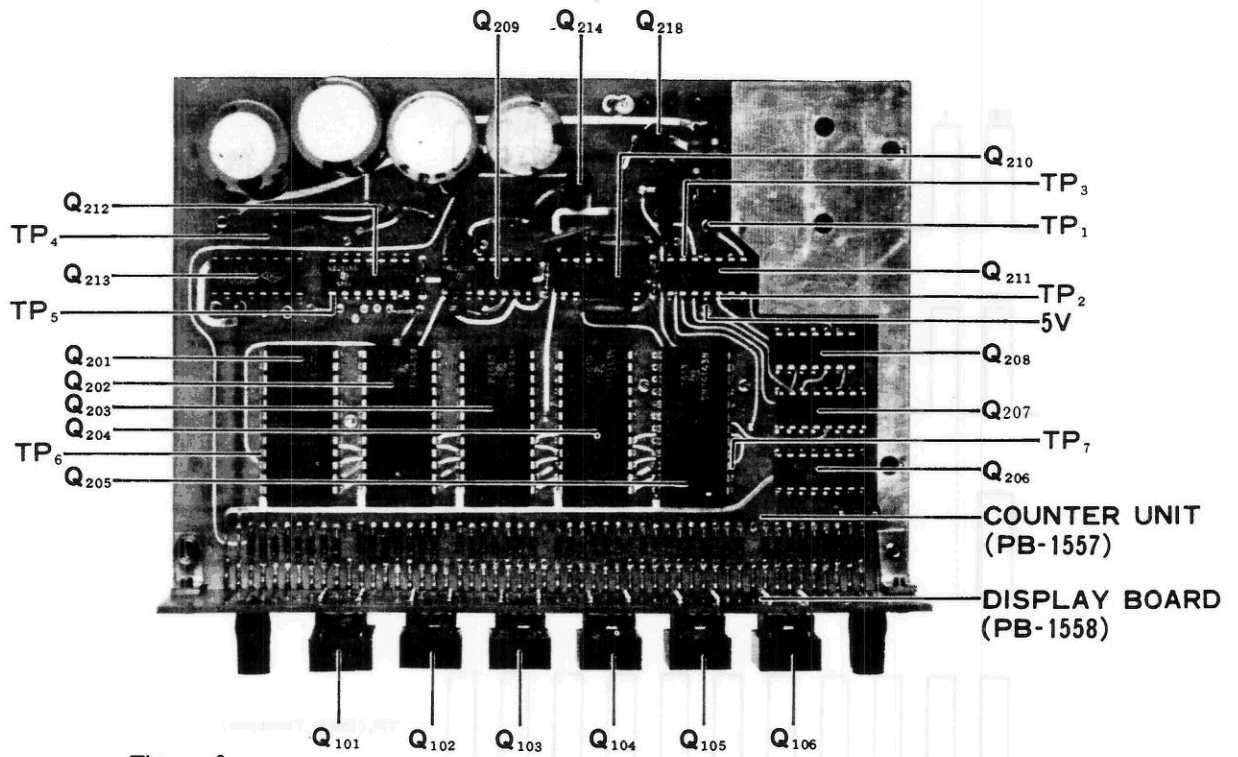 Q209
Q214
Q218
Q210
TP3
Q212
TP1
TP4
Q213
Q211
TP2
TP5
5V
Q201
Q208
Q202
Q203
Q207
Q204
TP7
TP6
Q206
Q205
COUNTER UNIT
(PB-1557)
DISPLAY BOARD
(PB-1558)
Q101
Q102
Q103
Q104
Q105
Q106